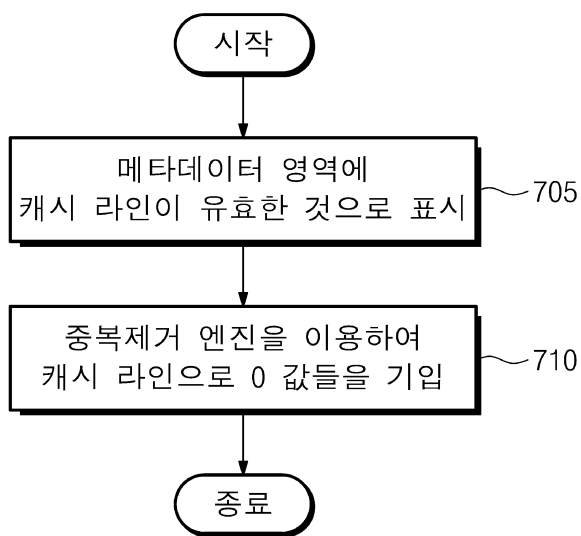 시작
메타데이터 영역에
캐시 라인이 유효한 것으로 표시
705
중복제거 엔진을 이용하여
캐시 라인으로 0 값들을 기입
710
종료